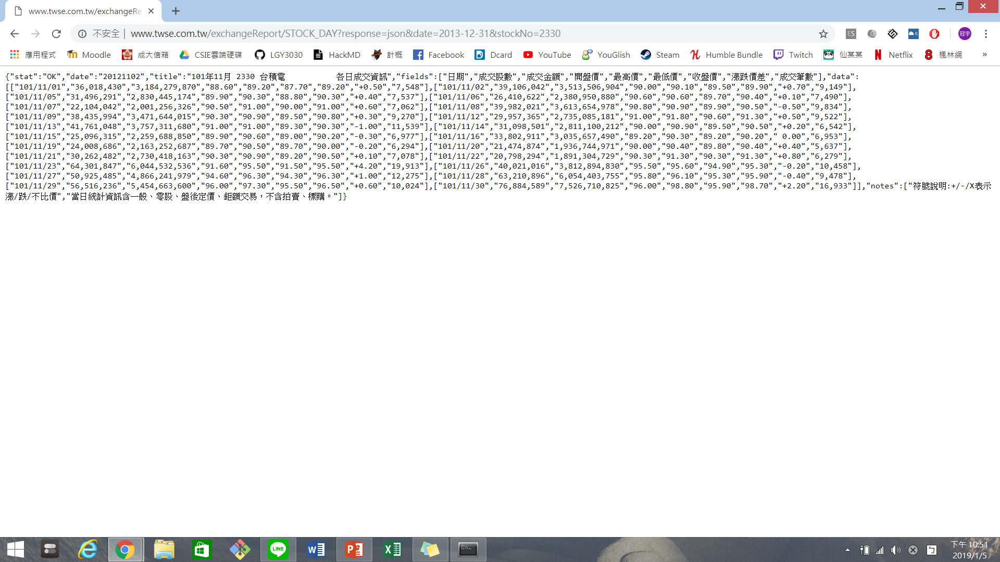 www.twse.com.tw/exchangeRe
不安全 | www.twse.com.tw/exchangeReport/STOCK_DAY?response=json&date=2013-12-31&stockNo=2330
ES
IL
冠宇
應用程式 Moodle 成大信箱 CSIE雲端硬碟 LGY3030 HackMD 計概 Facebook Dcard YouTube YouGlish Steam Humble Bundle Twitch 仙某某 Netflix 楓林網 »
{"stat":"OK","date":"20121102","title":"101年11月 2330 台積電 各日成交資訊","fields":["日期","成交股數","成交金額","開盤價","最高價","最低價","收盤價","漲跌價差","成交筆數"],"data":
[["101/11/01","36,018,430","3,184,279,870","88.60","89.20","87.70","89.20","+0.50","7,548"],["101/11/02","39,106,042","3,513,506,904","90.00","90.10","89.50","89.90","+0.70","9,149"],
["101/11/05","31,496,291","2,830,445,174","89.90","90.30","88.80","90.30","+0.40","7,537"],["101/11/06","26,410,622","2,380,950,880","90.60","90.60","89.70","90.40","+0.10","7,490"],
["101/11/07","22,104,042","2,001,256,326","90.50","91.00","90.00","91.00","+0.60","7,062"],["101/11/08","39,982,021","3,613,654,978","90.80","90.90","89.90","90.50","-0.50","9,834"],
["101/11/09","38,435,994","3,471,644,015","90.30","90.90","89.50","90.80","+0.30","9,270"],["101/11/12","29,957,365","2,735,085,181","91.00","91.80","90.60","91.30","+0.50","9,522"],
["101/11/13","41,761,048","3,757,311,680","91.00","91.00","89.30","90.30","-1.00","11,539"],["101/11/14","31,098,501","2,811,100,212","90.00","90.90","89.50","90.50","+0.20","6,542"],
["101/11/15","25,096,315","2,259,688,850","89.90","90.60","89.00","90.20","-0.30","6,977"],["101/11/16","33,802,911","3,035,657,490","89.20","90.30","89.20","90.20"," 0.00","6,953"],
["101/11/19","24,008,686","2,163,252,687","89.70","90.50","89.70","90.00","-0.20","6,294"],["101/11/20","21,474,874","1,936,744,971","90.00","90.40","89.80","90.40","+0.40","5,637"],
["101/11/21","30,262,482","2,730,418,163","90.30","90.90","89.20","90.50","+0.10","7,078"],["101/11/22","20,798,294","1,891,304,729","90.30","91.30","90.30","91.30","+0.80","6,279"],
["101/11/23","64,301,847","6,044,532,536","91.60","95.50","91.50","95.50","+4.20","19,913"],["101/11/26","40,021,016","3,812,894,830","95.50","95.60","94.90","95.30","-0.20","10,458"],
["101/11/27","50,925,485","4,866,241,979","94.60","96.30","94.30","96.30","+1.00","12,275"],["101/11/28","63,210,896","6,054,403,755","95.80","96.10","95.30","95.90","-0.40","9,478"],
["101/11/29","56,516,236","5,454,663,600","96.00","97.30","95.50","96.50","+0.60","10,024"],["101/11/30","76,884,589","7,526,710,825","96.00","98.80","95.90","98.70","+2.20","16,933"]],"notes":["符號說明:+/-/X表示
漲/跌/不比價","當日統計資訊含一般、零股、盤後定價、鉅額交易，不含拍賣、標購。"]}
LINE
下午 10:51
2019/1/5